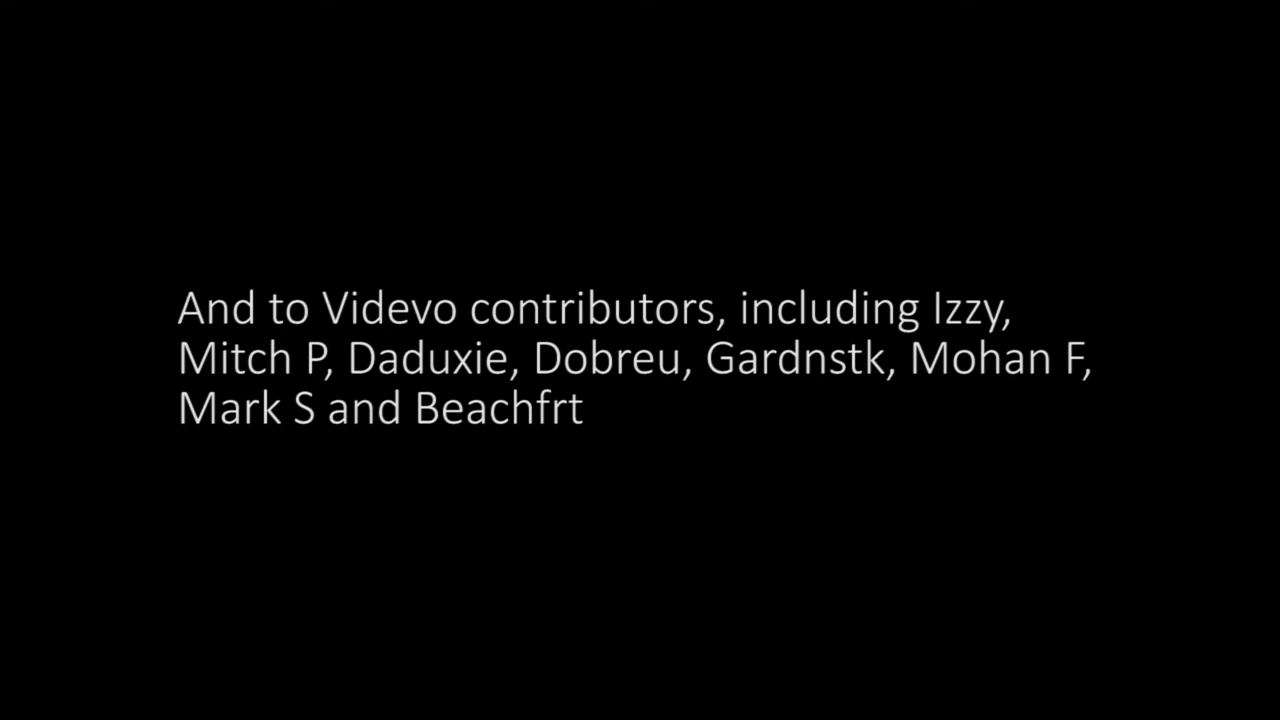 And to Videvo contributors, including Izzy,
Mitch P, Daduxie, Dobreu, Gardnstk, Mohan F,
Mark S and Beachfrt